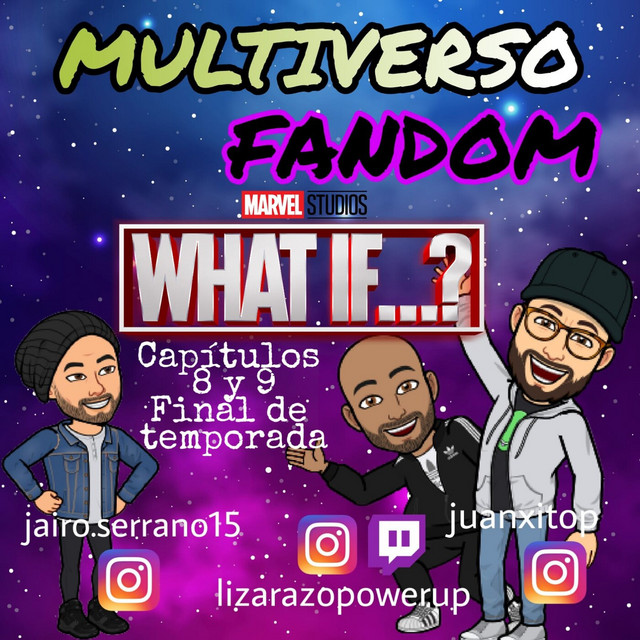 MULTIVERSO
FANDOM
MARVEL STUDIOS
WHAT IF...?
Capítulos
8 y 9
Final de
temporada
jairo.serrano15
juanxitop
lizarazopowerup